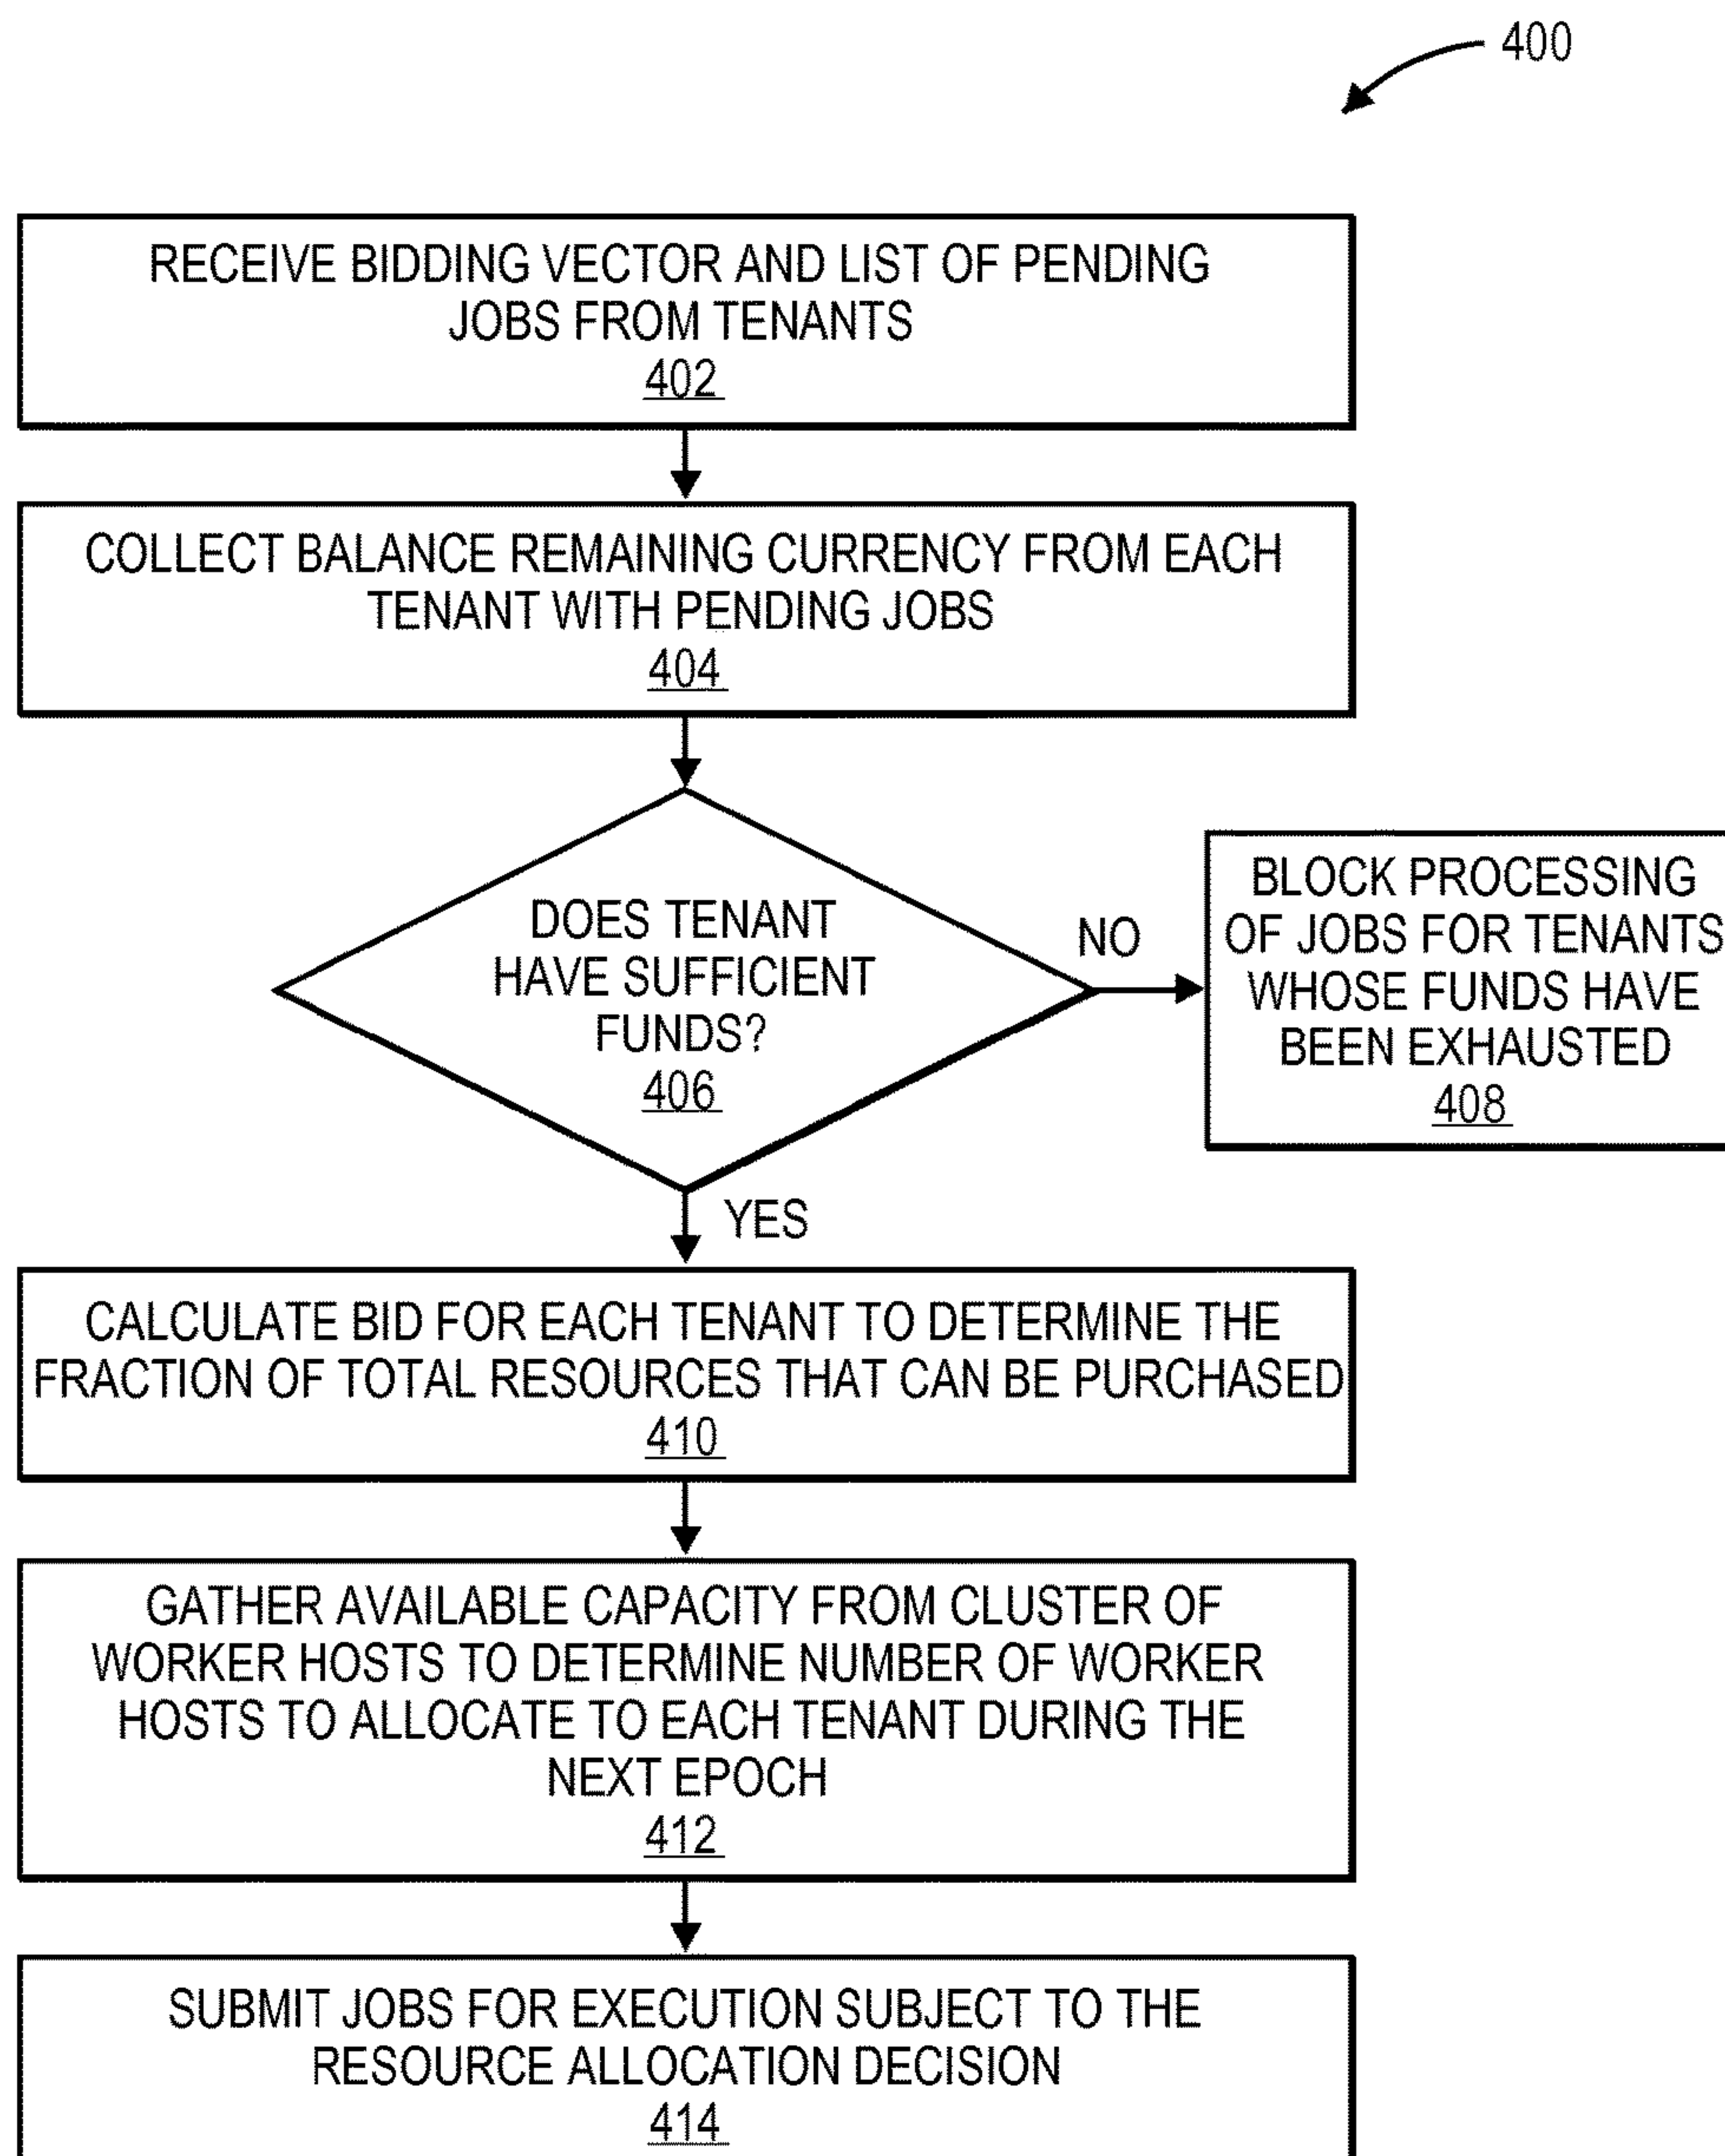 400
RECEIVE BIDDING VECTOR AND LIST OF PENDING
JOBS FROM TENANTS
402
COLLECT BALANCE REMAINING CURRENCY FROM EACH
TENANT WITH PENDING JOBS
404
DOES TENANT
HAVE SUFFICIENT
FUNDS?
406
NO
BLOCK PROCESSING
OF JOBS FOR TENANTS
WHOSE FUNDS HAVE
BEEN EXHAUSTED
408
YES
CALCULATE BID FOR EACH TENANT TO DETERMINE THE
FRACTION OF TOTAL RESOURCES THAT CAN BE PURCHASED
410
GATHER AVAILABLE CAPACITY FROM CLUSTER OF
WORKER HOSTS TO DETERMINE NUMBER OF WORKER
HOSTS TO ALLOCATE TO EACH TENANT DURING THE
NEXT EPOCH
412
SUBMIT JOBS FOR EXECUTION SUBJECT TO THE
RESOURCE ALLOCATION DECISION
414